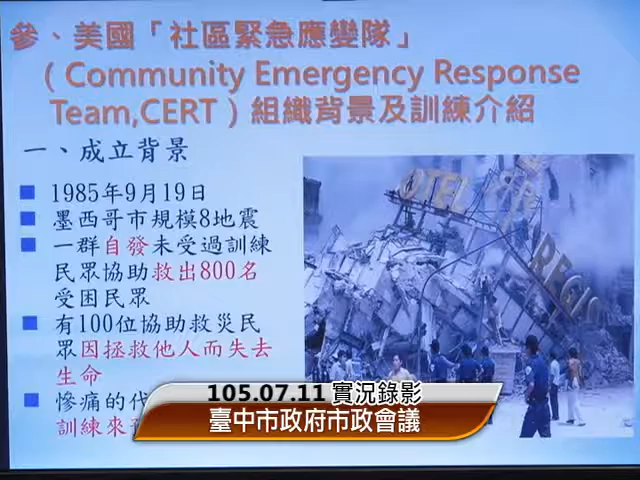 參、美國「社區緊急應變隊」
（Community Emergency Response
Team,CERT）組織背景及訓練介紹
一、成立背景
1985年9月19日
墨西哥市規模8地震
一群自發未受過訓練
民眾協助救出800名
受困民眾
有100位協助救災民
眾因拯救他人而失去
生命
慘痛的代
訓練來
OTEL
REGIS
105.07.11 實況錄影
臺中市政府市政會議